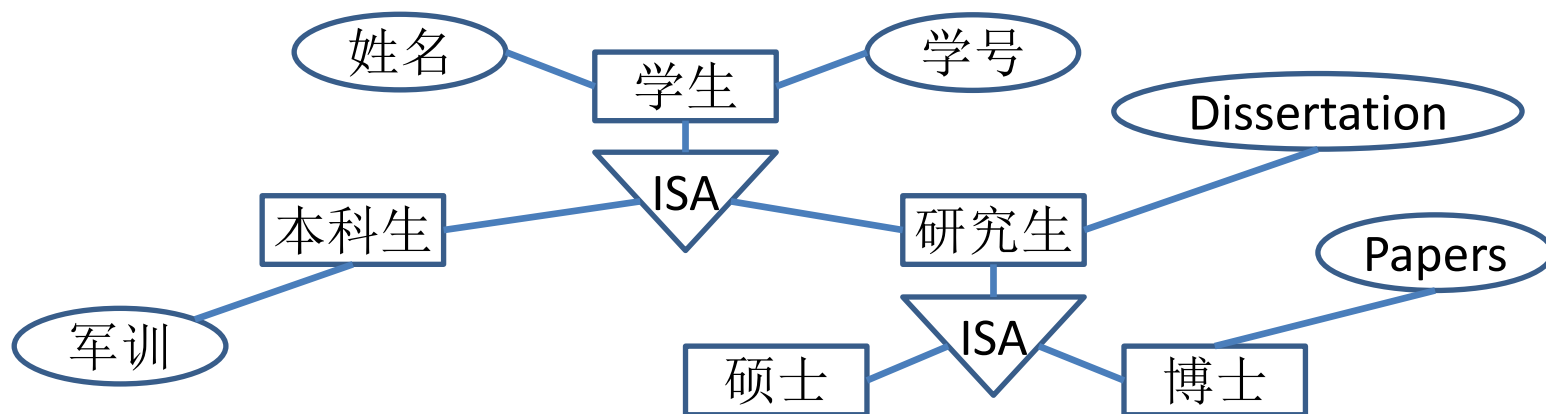 姓名
学生
学号
Dissertation
ISA
本科生
研究生
Papers
军训
ISA
硕士
博士